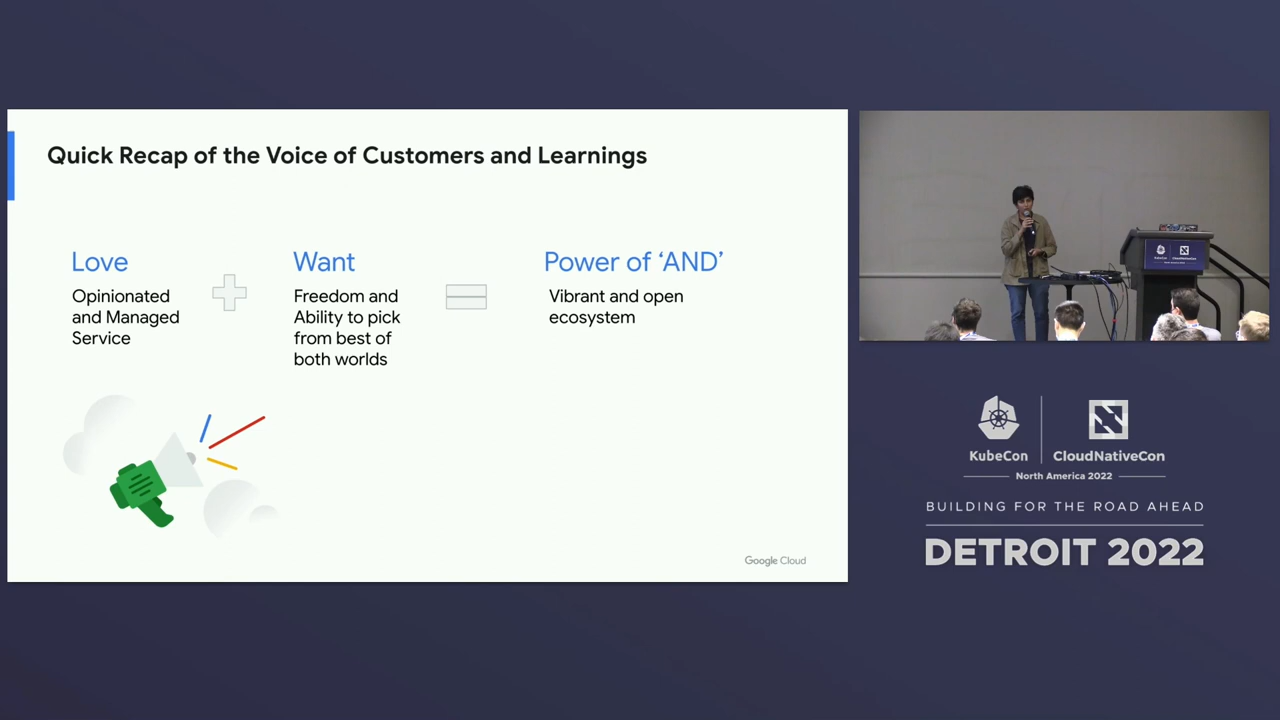 Quick Recap of the Voice of Customers and Learnings
Love
Opinionated
and Managed
Service
Want
Freedom and
Ability to pick
from best of
both worlds
Power of ‘AND’
Vibrant and open
ecosystem
Google Cloud
KubeCon
CloudNativeCon
KubeCon
CloudNativeCon
North America 2022
BUILDING FOR THE ROAD AHEAD
DETROIT 2022